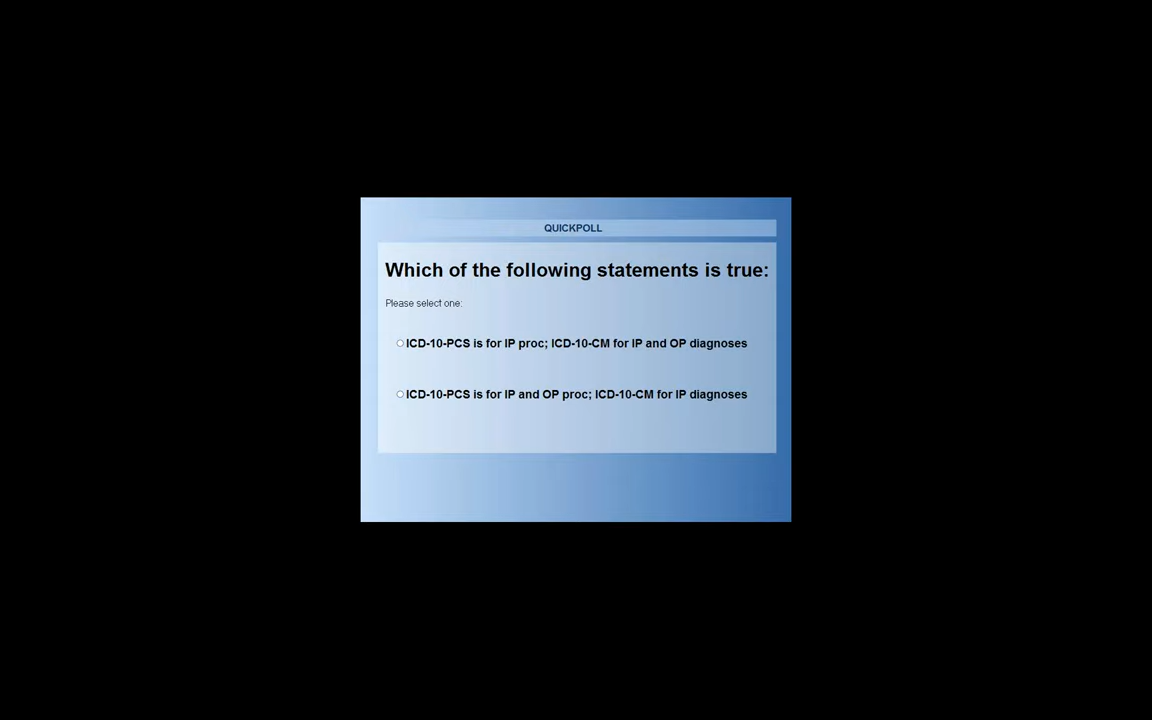 QUICKPOLL
Which of the following statements is true:
Please select one:
ICD-10-PCS is for IP proc; ICD-10-CM for IP and OP diagnoses
ICD-10-PCS is for IP and OP proc; ICD-10-CM for IP diagnoses